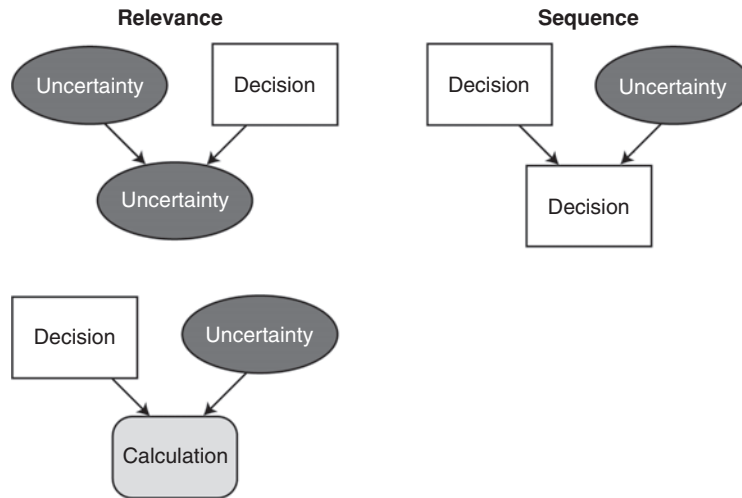 Relevance
Sequence
Uncertainty
Decision
Uncertainty
Decision
Uncertainty
Decision
Decision
Uncertainty
Calculation